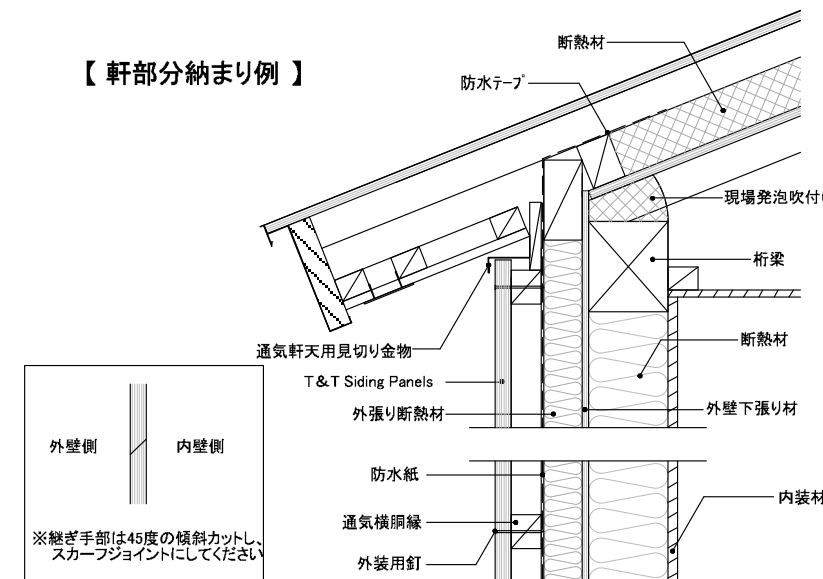 【 軒部分納まり例 】
断熱材
防水テープ
現場発泡吹付
桁梁
通気軒天用見切り金物
断熱材
T&T Siding Panels
外張り断熱材
外壁下張り材
外壁側
内壁側
防水紙
内装材
通気横胴縁
※継ぎ手部は45度の傾斜カットし、
スカーフジョイントにしてください
外装用釘